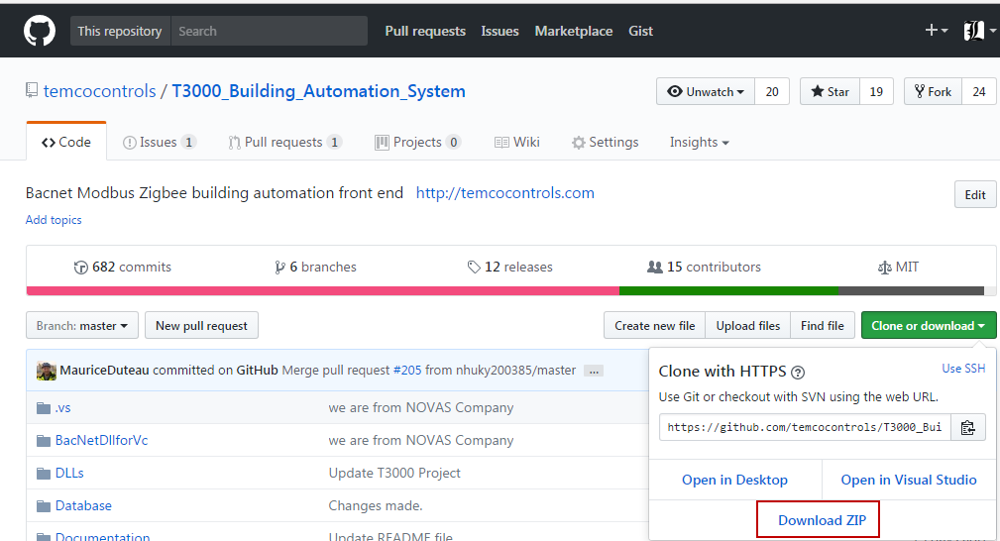 This repository Search Pull requests Issues Marketplace Gist
temcocontrols / T3000_Building_Automation_System Unwatch 20 Star 19 Fork 24
Code Issues 1 Pull requests 1 Projects 0 Wiki Settings Insights
Bacnet Modbus Zigbee building automation front end http://temcocontrols.com Edit
Add topics
682 commits 6 branches 12 releases 15 contributors MIT
Branch: master New pull request Create new file Upload files Find file Clone or download
MauriceDuteau committed on GitHub Merge pull request #205 from nhuky200385/master ...
.vs we are from NOVAS Company
BacNetDllforVc we are from NOVAS Company
DLLs Update T3000 Project
Database Changes made.
Documentation Update README file
Clone with HTTPS ? Use SSH
Use Git or checkout with SVN using the web URL.
https://github.com/temcocontrols/T3000_Bui
Open in Desktop Open in Visual Studio
Download ZIP